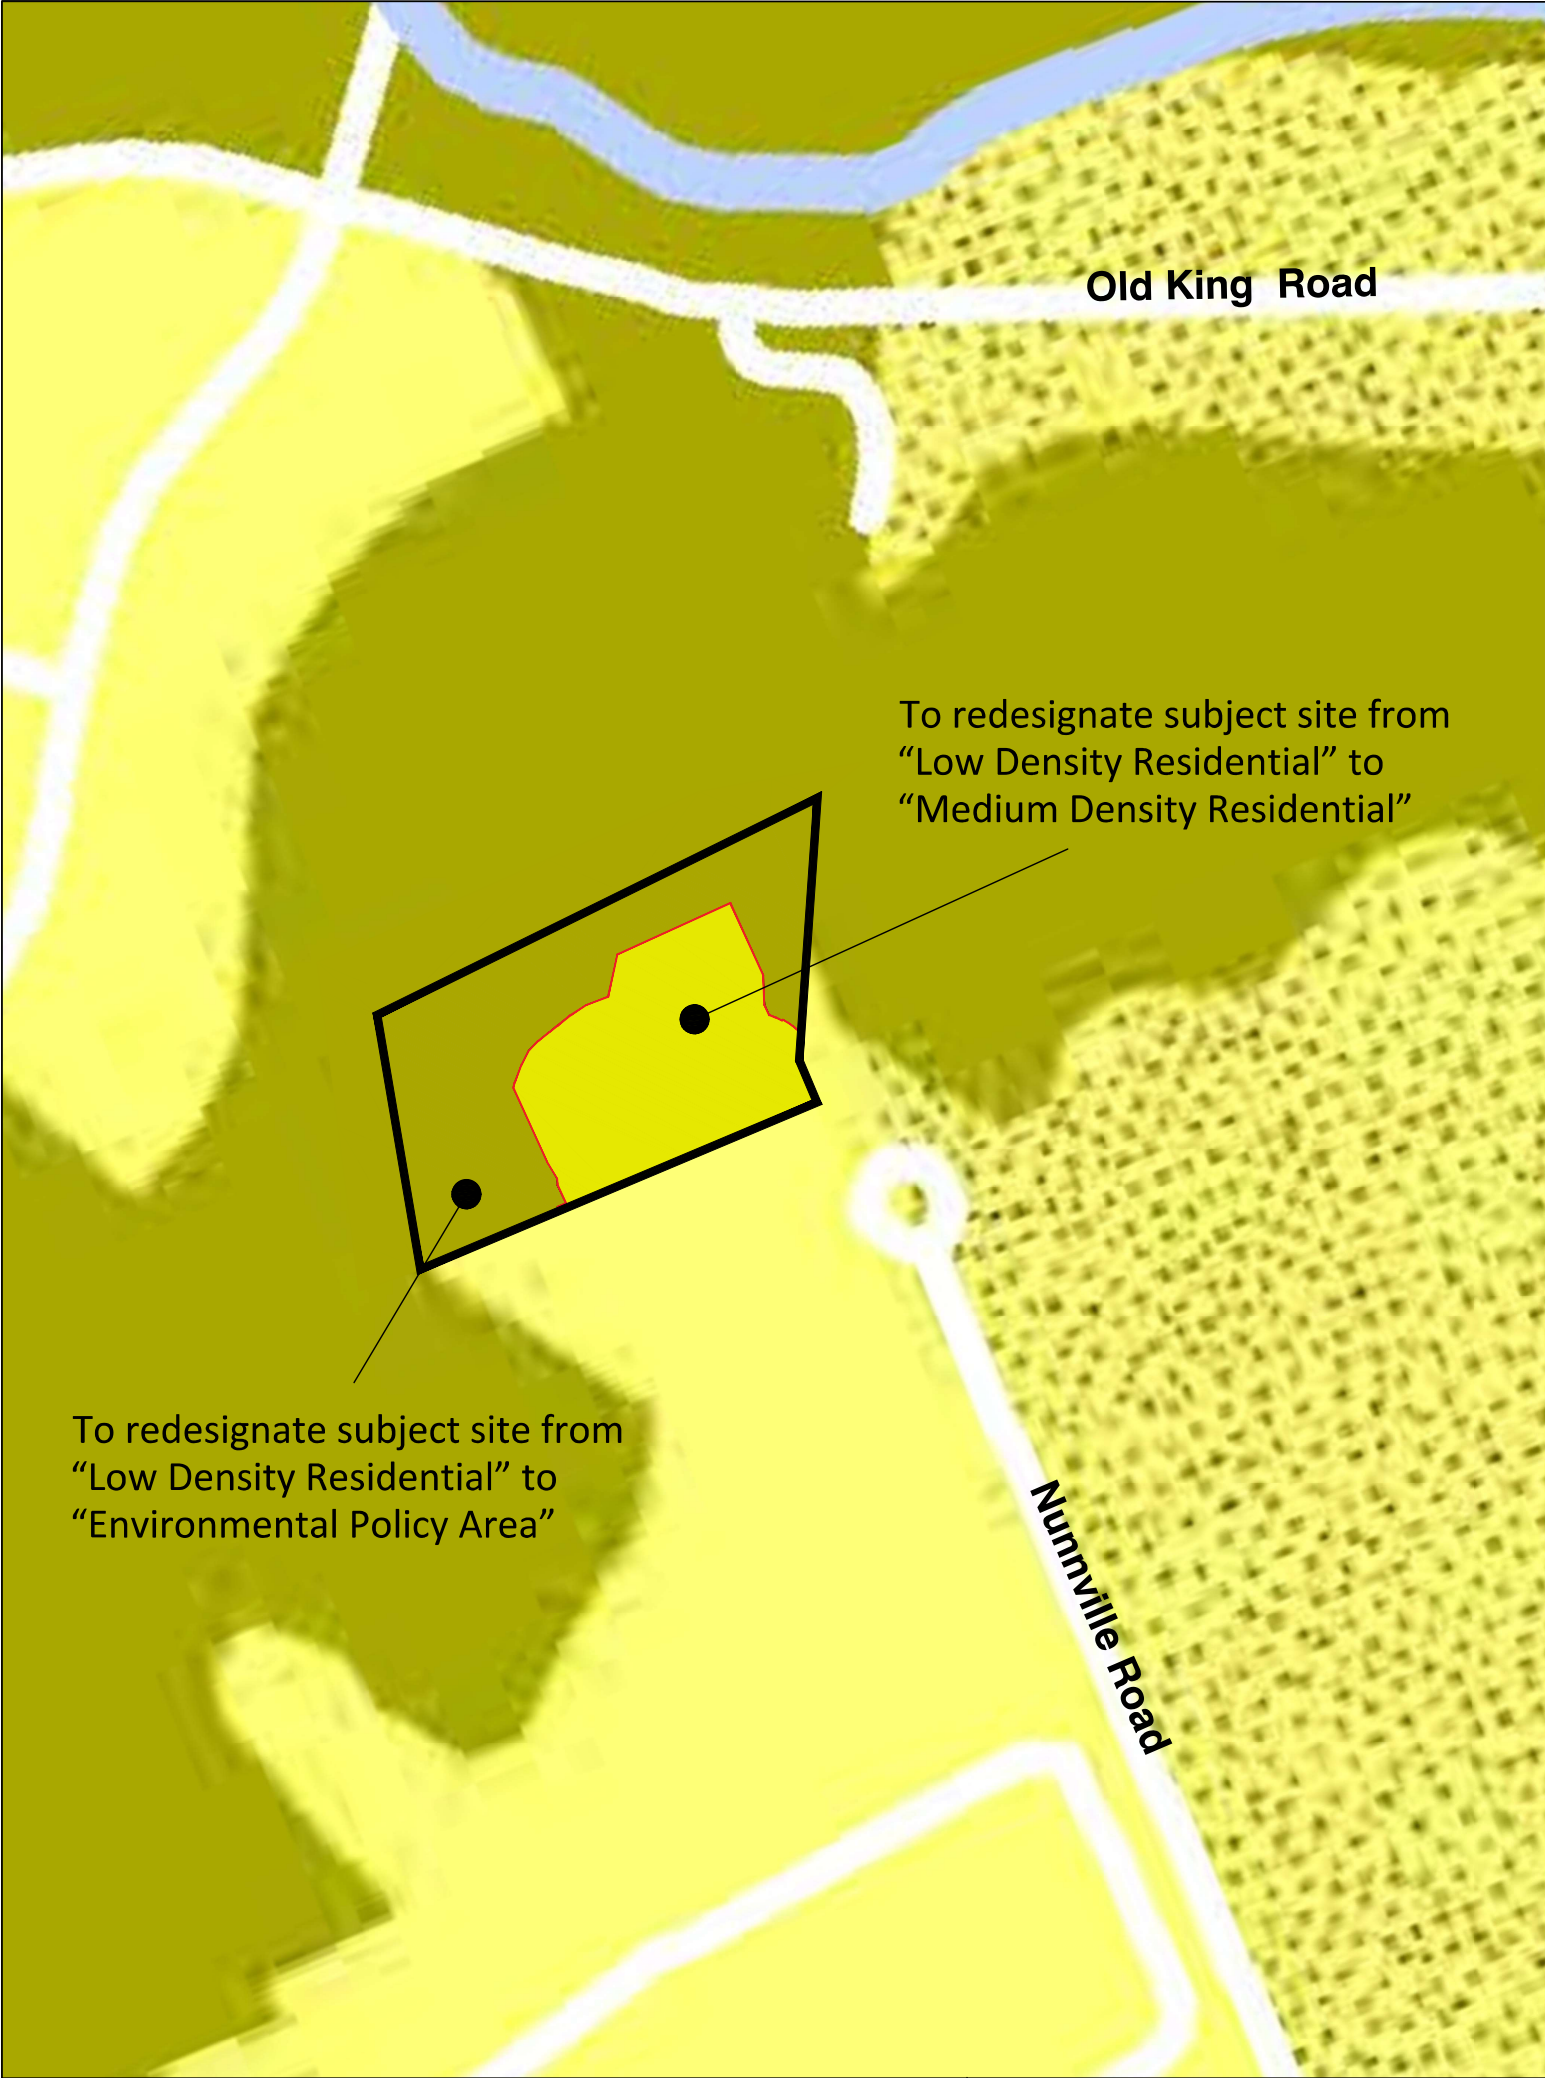 Old King Road
To redesignate subject site from
“Low Density Residential” to
“Medium Density Residential”
To redesignate subject site from
“Low Density Residential” to
“Environmental Policy Area”
Nunnville Road